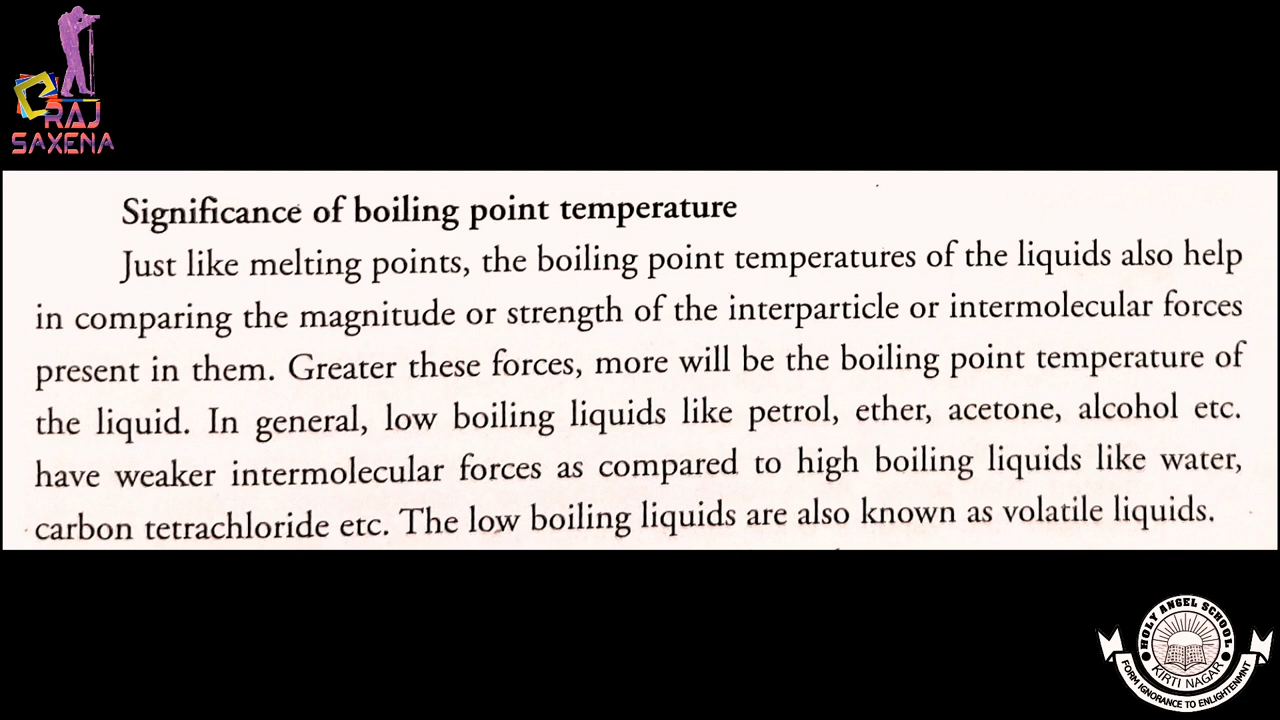 RAJ
SAXENA
Significance of boiling point temperature
Just like melting points, the boiling point temperatures of the liquids also help
in comparing the magnitude or strength of the interparticle or intermolecular forces
present in them. Greater these forces, more will be the boiling point temperature of
the liquid. In general, low boiling liquids like petrol, ether, acetone, alcohol etc.
have weaker intermolecular forces as compared to high boiling liquids like water,
carbon tetrachloride etc. The low boiling liquids are also known as volatile liquids.
HOLY ANGEL SCHOOL
KIRTI NAGAR
FORM IGNORANCE TO ENLIGHTENMNT